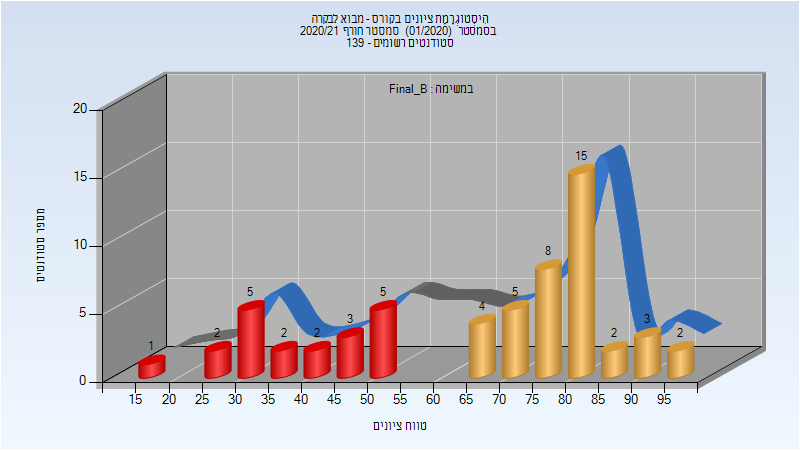 היסטוגרמת ציונים בקורס - מבוא לבקרה
בסמסטר (01/2020) סמסטר חורף 2020/21
סטודנטים רשומים - 139
במשימה : Final_B
מספר סטודנטים
20
15
10
5
0
1
2
5
2
2
3
5
4
5
8
15
2
3
2
15 20 25 30 35 40 45 50 55 60 65 70 75 80 85 90 95
טווח ציונים